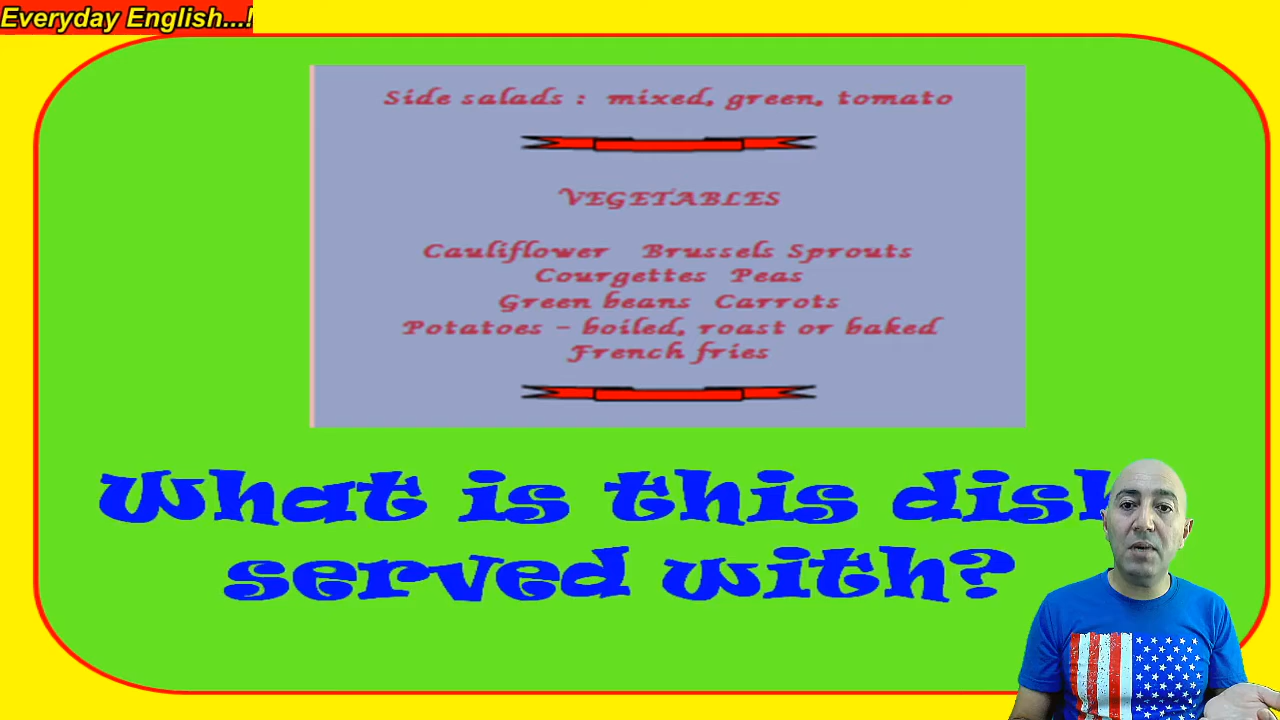 Everyday English...!
Side salads : mixed, green, tomato
VEGETABLES
Cauliflower Brussels Sprouts
Courgettes Peas
Green beans Carrots
Potatoes - boiled, roast or baked
French fries
What is this dish
served with?